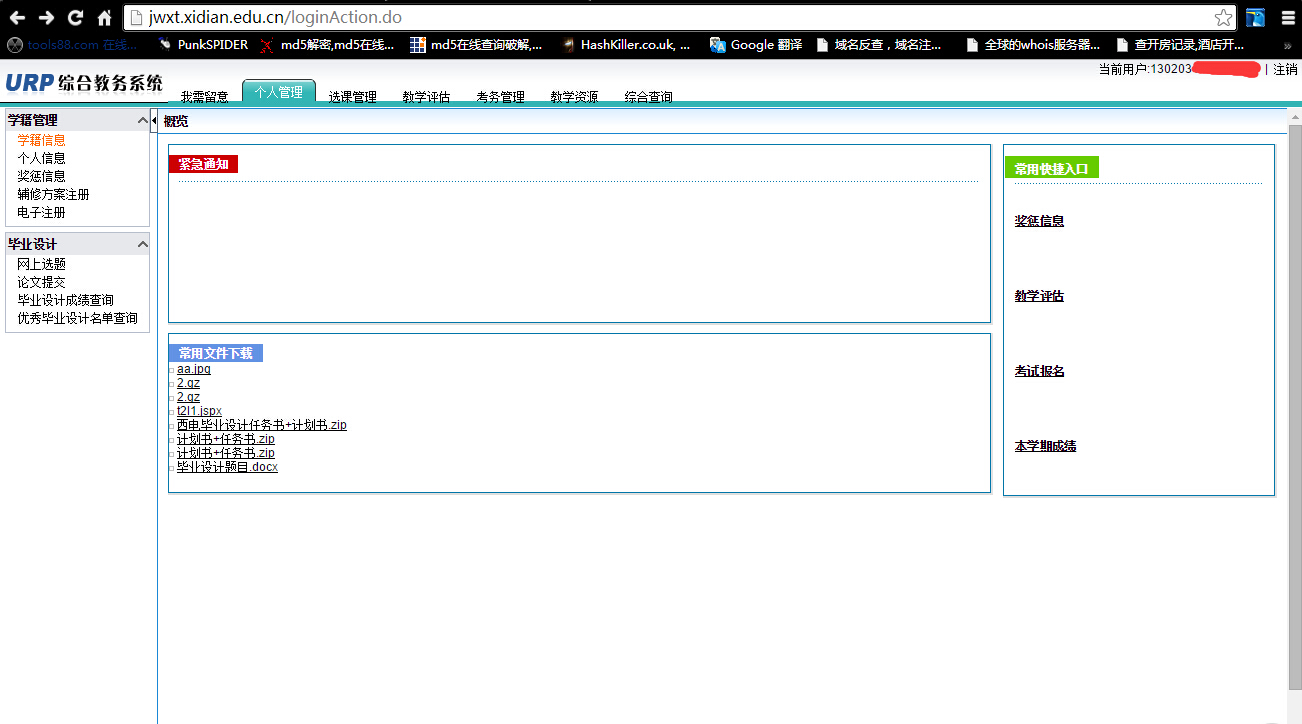 jwxt.xidian.edu.cn/loginAction.do
tools88.com 在线... PunkSPIDER md5解密,md5在线... md5在线查询破解,... HashKiller.co.uk, ... Google 翻译 域名反查，域名注... 全球的whois服务器... 查开房记录,酒店开... »
当前用户:130203 | 注销
URP 综合教务系统
我需留意 个人管理 选课管理 教学评估 考务管理 教学资源 综合查询
学籍管理
学籍信息
个人信息
奖惩信息
辅修方案注册
电子注册
毕业设计
网上选题
论文提交
毕业设计成绩查询
优秀毕业设计名单查询
概览
紧急通知
常用文件下载
aa.jpg
2.gz
2.gz
t2l1.jspx
西电毕业设计任务书+计划书.zip
计划书+任务书.zip
计划书+任务书.zip
毕业设计题目.docx
常用快捷入口
奖惩信息
教学评估
考试报名
本学期成绩